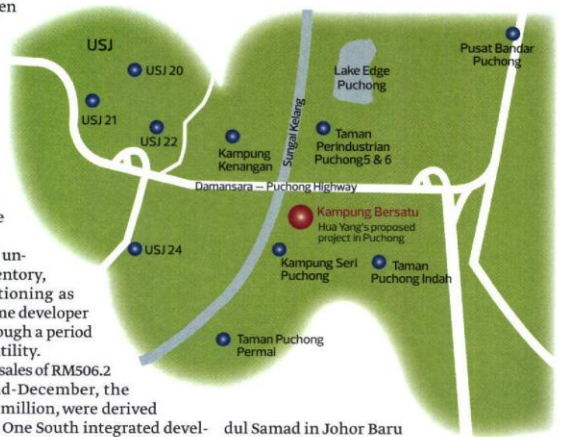 en
USJ
USJ 20
USJ 21
USJ 22
Kampung
Kenangan
Sungai Kelang
Lake Edge
Puchong
Taman
Perindustrian
Puchong 5 & 6
Pusat Bandar
Puchong
Damansara – Puchong Highway
Kampung Bersatu
Hua Yang's proposed
project in Puchong
USJ 24
Kampung Seri
Puchong
Taman
Puchong Indah
Taman Puchong
Permai
e
un-
entory,
tioning as
me developer
ough a period
tility.
sales of RM506.2
id-December, the
million, were derived
One South integrated devel-
dul Samad in Johor Baru